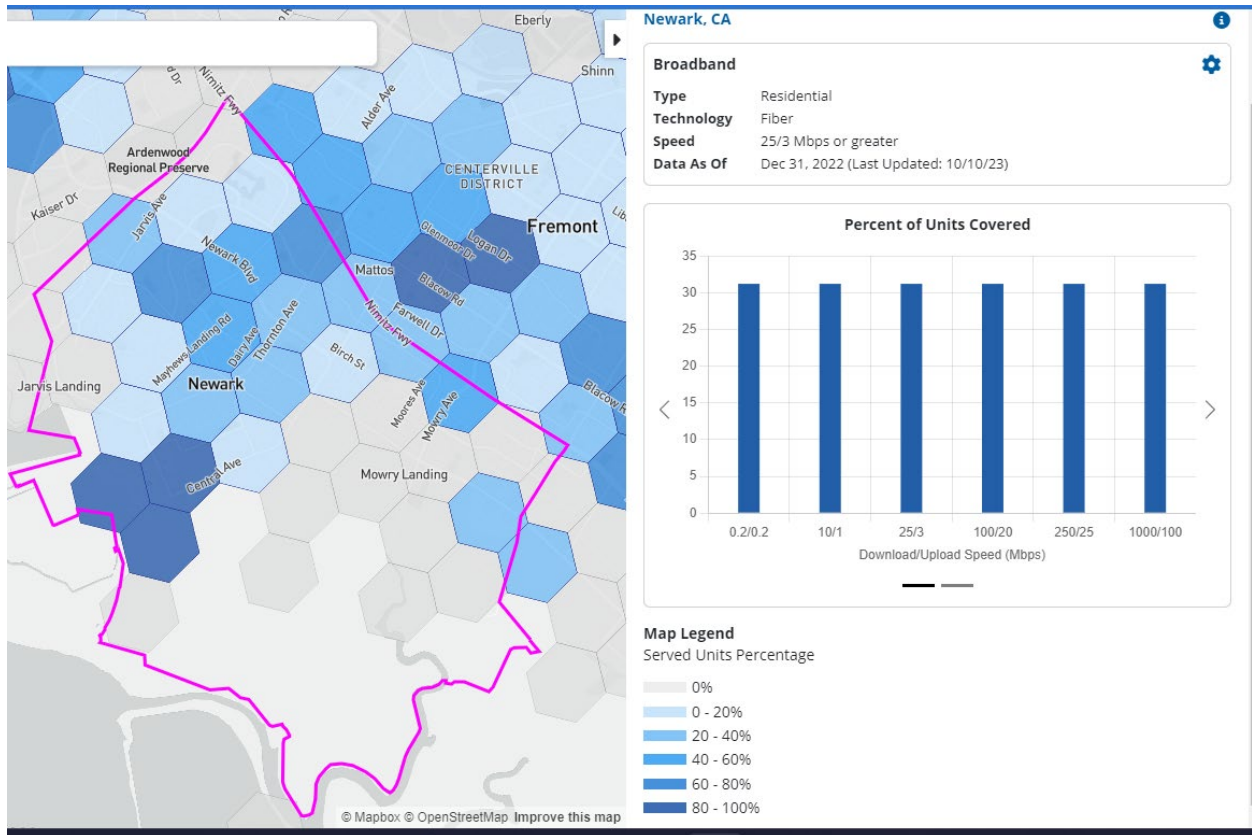 Eberly
Shinn
Nimitz Fwy
Alder Ave
Ardenwood
Regional Preserve
CENTERVILLE
DISTRICT
Kaiser Dr
Jarvis Ave
Fremont
Glenmoor Dr
Logan Dr
Newark Blvd
Mattos
Blacow Rd
Nimitz Fwy
Farwell Dr
Mayhews Landing Rd
Dairy Ave
Thornton Ave
Birch St
Jarvis Landing
Newark
Moores Ave
Mowry Ave
Blacow
Central Ave
Mowry Landing
© Mapbox © OpenStreetMap Improve this map
Newark, CA
Broadband
Type Residential
Technology Fiber
Speed 25/3 Mbps or greater
Data As Of Dec 31, 2022 (Last Updated: 10/10/23)
Percent of Units Covered
35
30
25
20
15
10
5
0
0.2/0.2 10/1 25/3 100/20 250/25 1000/100
Download/Upload Speed (Mbps)
Map Legend
Served Units Percentage
0%
0 - 20%
20 - 40%
40 - 60%
60 - 80%
80 - 100%